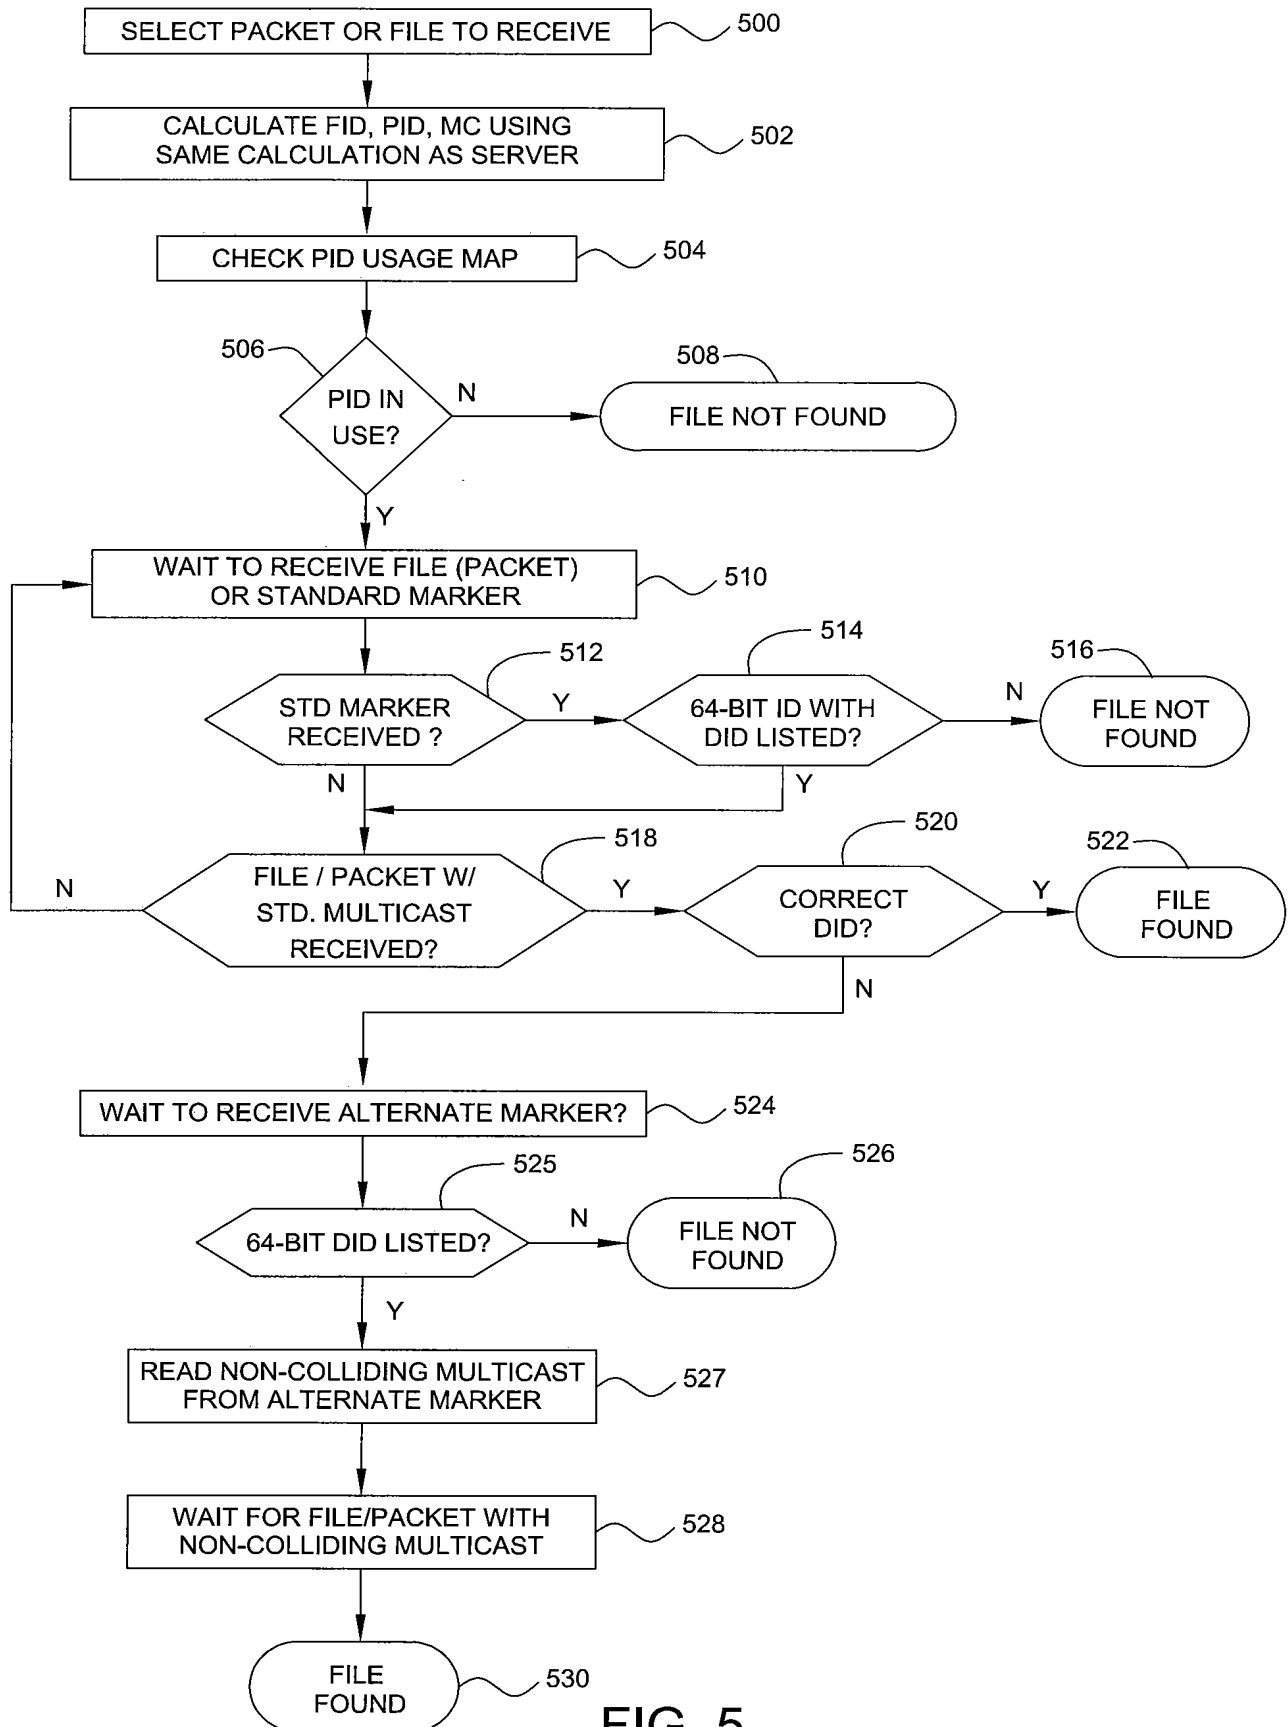 SELECT PACKET OR FILE TO RECEIVE
500
CALCULATE FID, PID, MC USING
SAME CALCULATION AS SERVER
502
CHECK PID USAGE MAP
504
506
PID IN
USE?
N
508
FILE NOT FOUND
Y
WAIT TO RECEIVE FILE (PACKET)
OR STANDARD MARKER
510
512
STD MARKER
RECEIVED ?
Y
514
64-BIT ID WITH
DID LISTED?
N
516
FILE NOT
FOUND
N
Y
518
FILE / PACKET W/
STD. MULTICAST
RECEIVED?
N
Y
520
CORRECT
DID?
Y
522
FILE
FOUND
N
WAIT TO RECEIVE ALTERNATE MARKER?
524
525
64-BIT DID LISTED?
N
526
FILE NOT
FOUND
Y
READ NON-COLLIDING MULTICAST
FROM ALTERNATE MARKER
527
WAIT FOR FILE/PACKET WITH
NON-COLLIDING MULTICAST
528
FILE
FOUND
530
FIG. 5